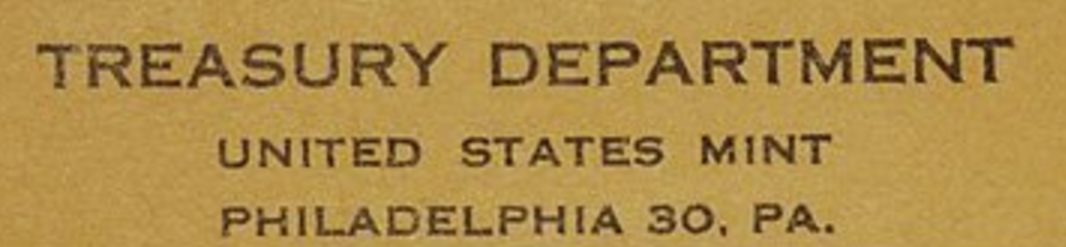 TREASURY DEPARTMENT
UNITED STATES MINT
PHILADELPHIA 30, PA.